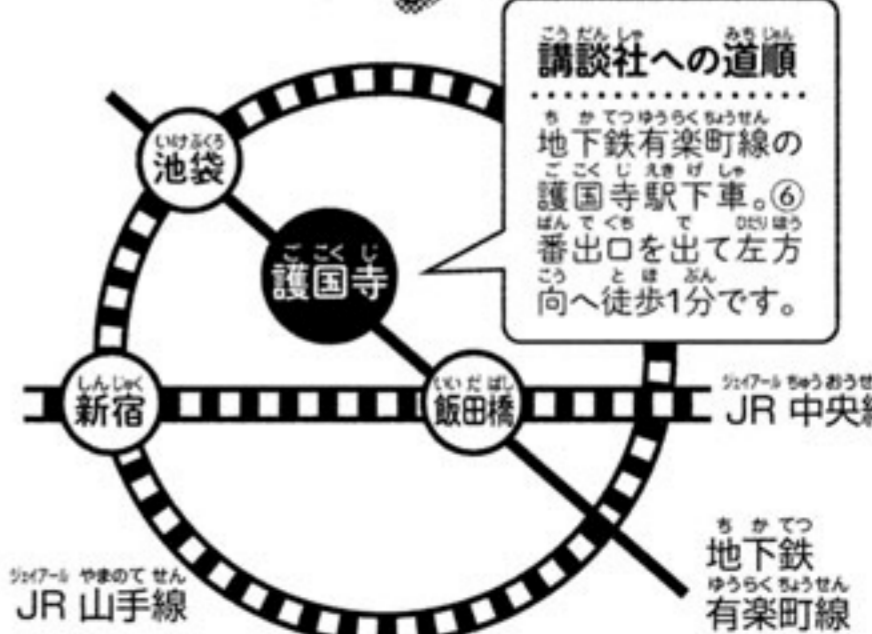 講談社への道順
地下鉄有楽町線の
護国寺駅下車。⑥
番出口を出て左方
向へ徒歩1分です。
池袋
護国寺
新宿
飯田橋
JR 中央線
地下鉄
有楽町線
JR 山手線